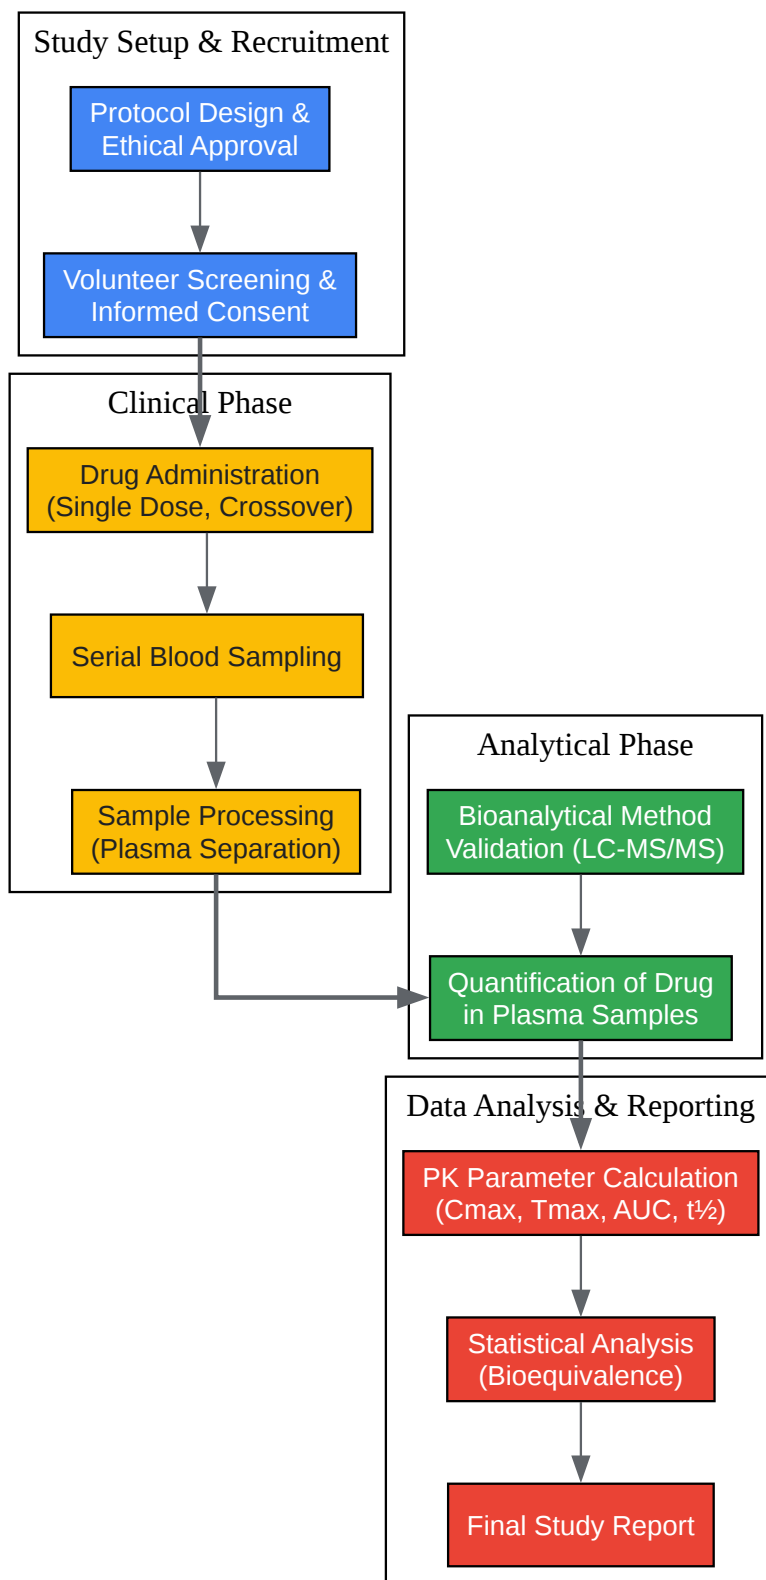 Study Setup & Recruitment
Protocol Design &
Ethical Approval
Volunteer Screening &
Informed Consent
Clinical Phase
Drug Administration
(Single Dose, Crossover)
Serial Blood Sampling
Sample Processing
(Plasma Separation)
Analytical Phase
Bioanalytical Method
Validation (LC-MS/MS)
Quantification of Drug
in Plasma Samples
Data Analysis & Reporting
PK Parameter Calculation
(Cmax, Tmax, AUC, t½)
Statistical Analysis
(Bioequivalence)
Final Study Report